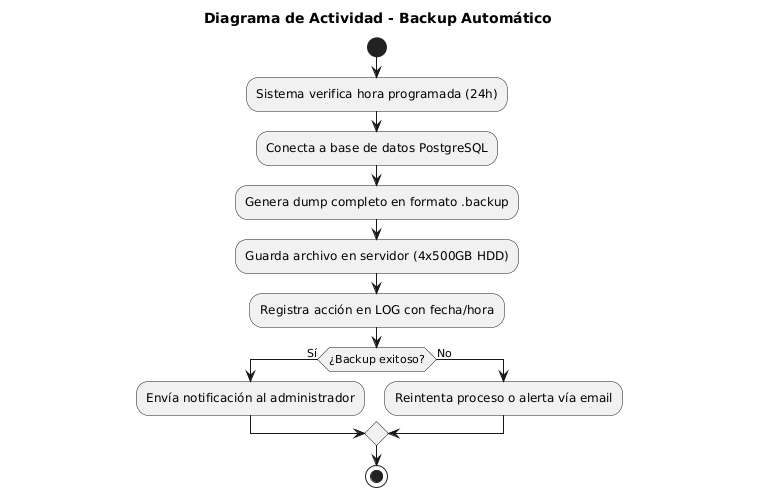 Diagrama de Actividad - Backup Automático
Sistema verifica hora programada (24h)
Conecta a base de datos PostgreSQL
Genera dump completo en formato .backup
Guarda archivo en servidor (4x500GB HDD)
Registra acción en LOG con fecha/hora
¿Backup exitoso?
Sí
No
Envía notificación al administrador
Reintenta proceso o alerta vía email